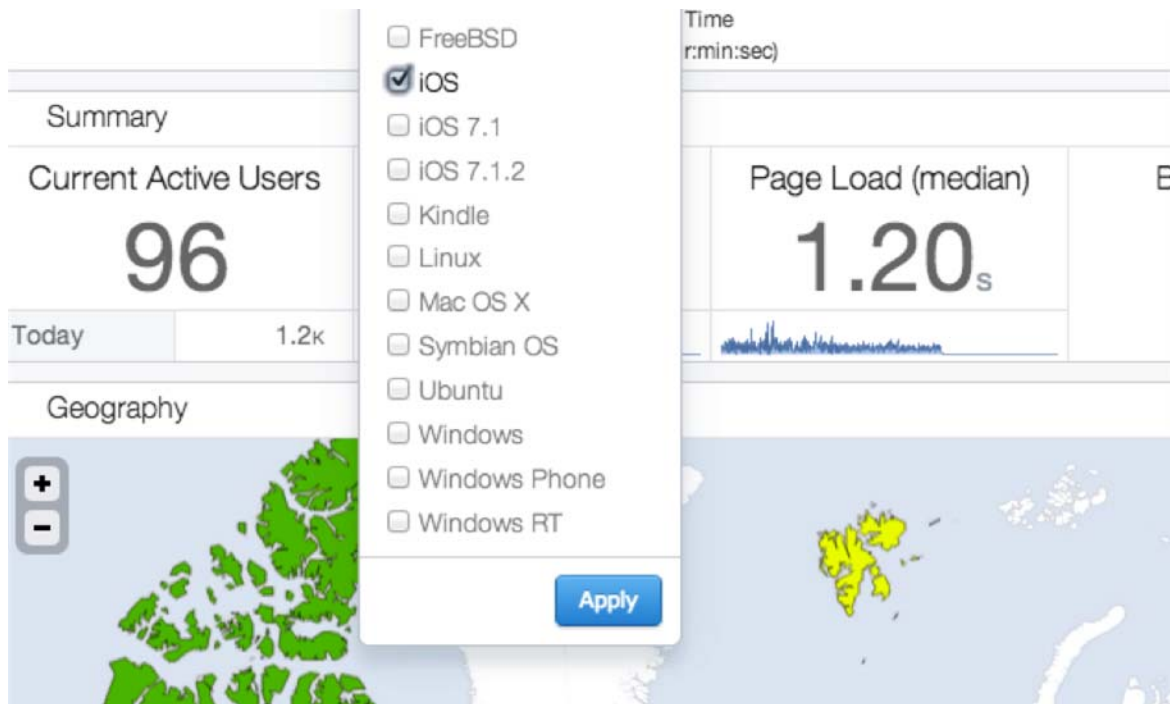 Time
r:min:sec)
FreeBSD
iOS
iOS 7.1
iOS 7.1.2
Kindle
Linux
Mac OS X
Symbian OS
Ubuntu
Windows
Windows Phone
Windows RT
Apply
Summary
Current Active Users
96
Today 1.2K
Page Load (median)
1.20s
Geography
+
−